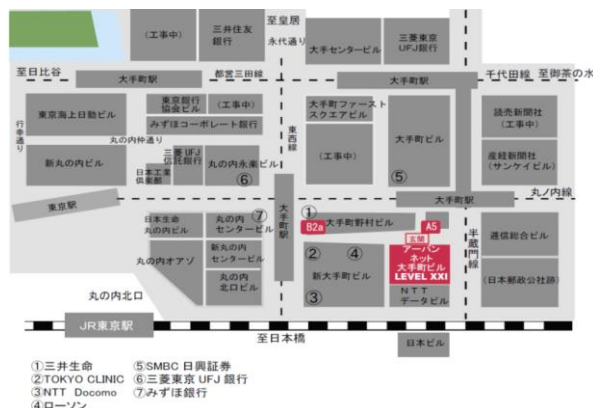 至皇居
(工事中)
三井住友
銀行
永代通り
大手センタービル
三菱東京
UFJ銀行
至日比谷
大手町駅
都営三田線
大手町駅
千代田線
至御茶の水
東京海上日動ビル
東京銀行
協会ビル
(工事中)
みずほコーポレート銀行
大手町ファースト
スクエアビル
大手町ビル
読売新聞社
(工事中)
行幸通り
丸の内仲通り
東西線
新丸の内ビル
日本工業
倶楽部
三菱UFJ
信託銀行
丸の内永楽ビル
⑥
(工事中)
⑤
産経新聞社
(サンケイビル)
東京駅
大手町駅
大手町駅
丸ノ内線
日本生命
丸の内ビル
丸の内
センタービル
⑦
①
B2a
大手町野村ビル
A5
逓信総合ビル
丸の内オアゾ
新丸の内
センタービル
②
④
新大手町ビル
玄関
アーバン
ネット
大手町ビル
LEVEL XXI
半蔵門線
丸の内
北口ビル
③
NTT
データビル
(日本郵政公社跡)
丸の内北口
JR東京駅
至日本橋
日本ビル
①三井生命
⑤SMBC 日興証券
②TOKYO CLINIC
⑥三菱東京 UFJ 銀行
③NTT Docomo
⑦みずほ銀行
④ローソン